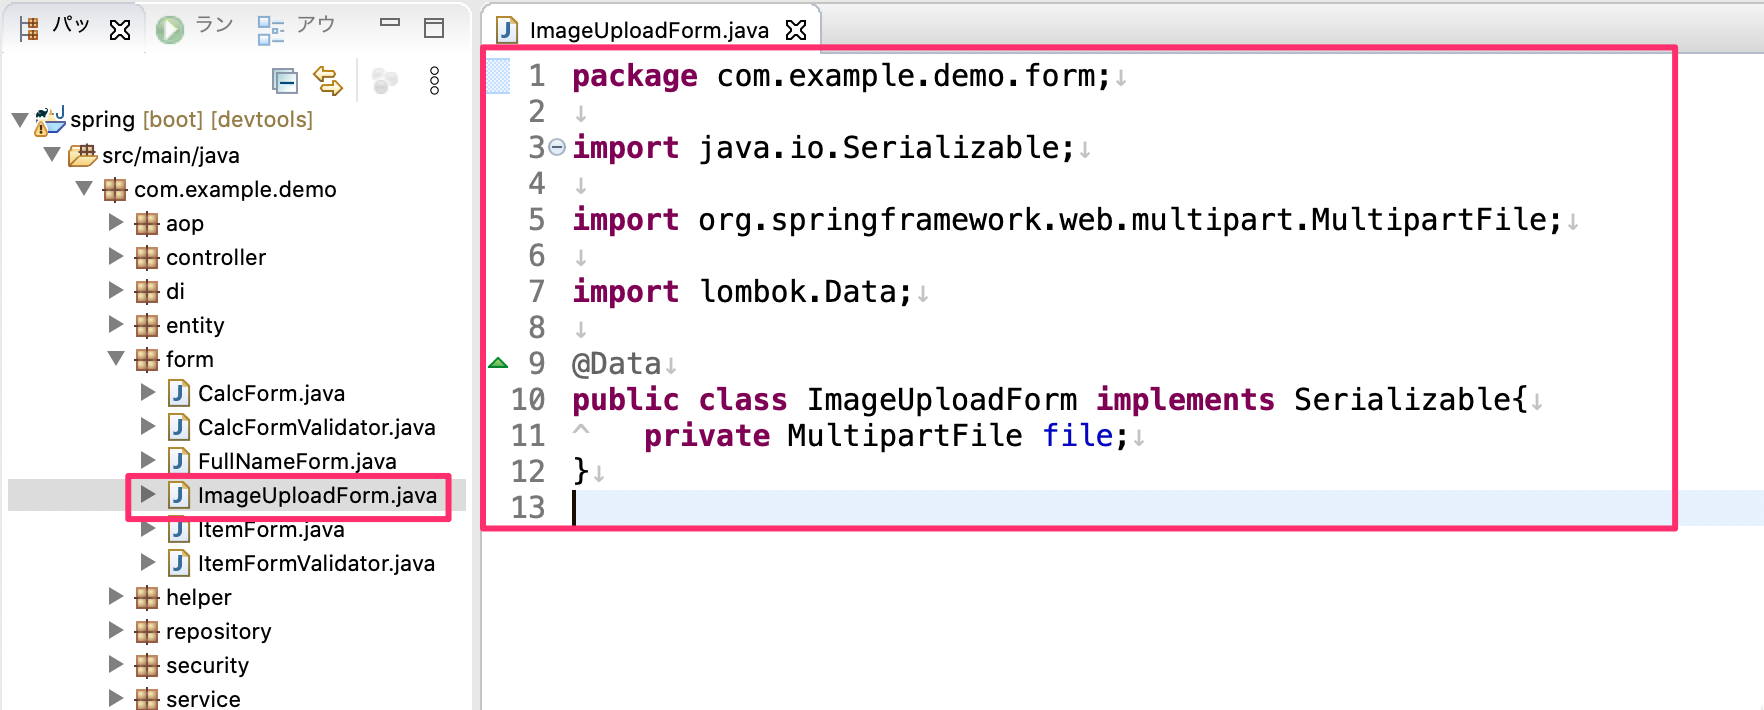 パッ ラン アウ
spring [boot] [devtools]
src/main/java
com.example.demo
aop
controller
di
entity
form
CalcForm.java
CalcFormValidator.java
FullNameForm.java
ImageUploadForm.java
ItemForm.java
ItemFormValidator.java
helper
repository
security
service
ImageUploadForm.java
1 package com.example.demo.form;↓
2 ↓
3 import java.io.Serializable;↓
4 ↓
5 import org.springframework.web.multipart.MultipartFile;↓
6 ↓
7 import lombok.Data;↓
8 ↓
9 @Data↓
10 public class ImageUploadForm implements Serializable{↓
11 ^   private MultipartFile file;↓
12 }↓
13